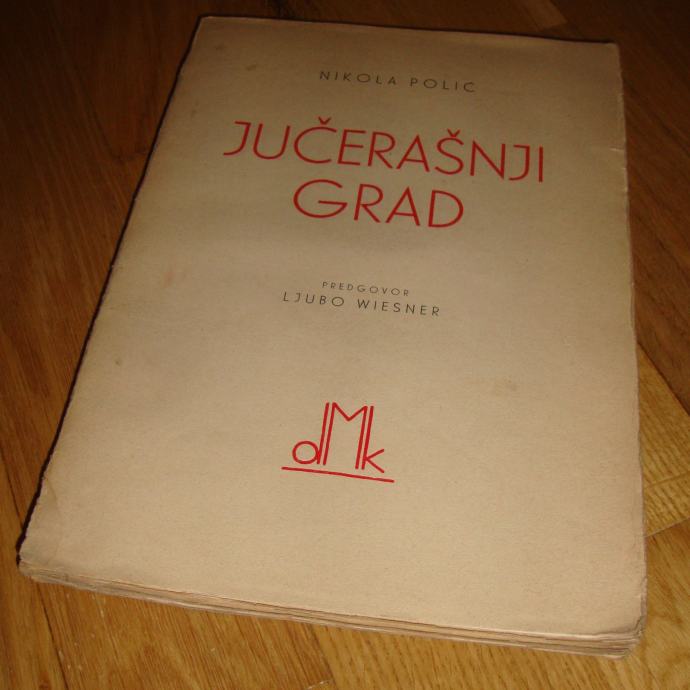 NIKOLA POLIĆ
JUČERAŠNJI
GRAD
PREDGOVOR
LJUBO WIESNER
dMk